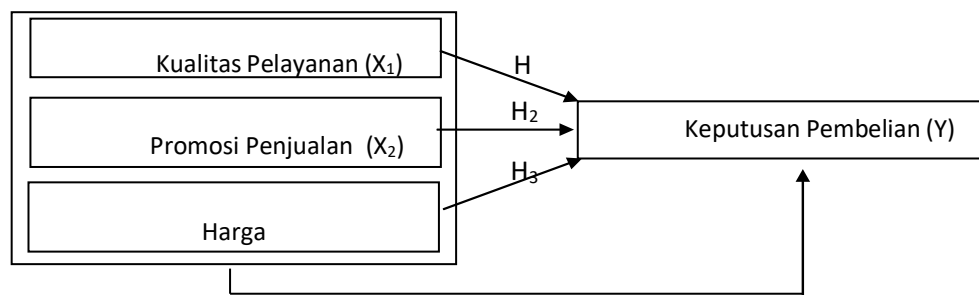 Kualitas Pelayanan (X₁)
H
H₂
Keputusan Pembelian (Y)
Promosi Penjualan (X₂)
H₃
Harga